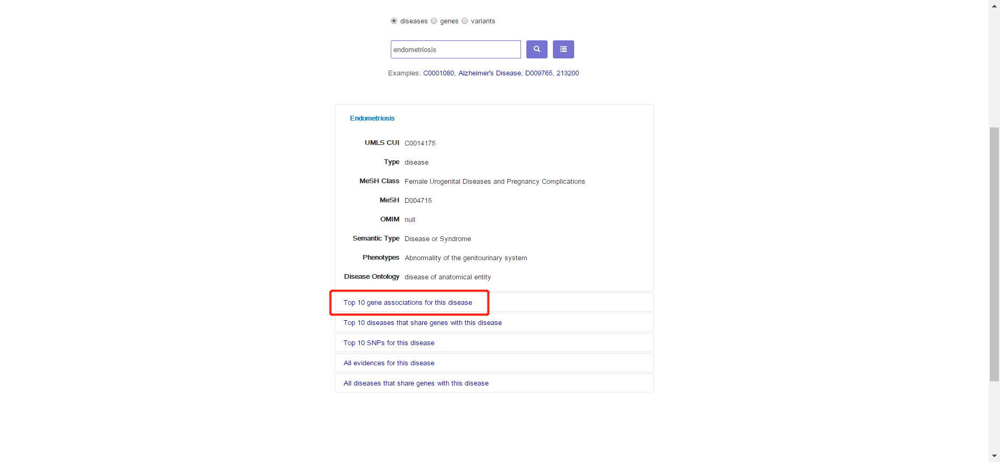 diseases genes variants
endometriosis
Examples: C0001080, Alzheimer's Disease, D009765, 213200
Endometriosis
UMLS CUI C0014175
Type disease
MeSH Class Female Urogenital Diseases and Pregnancy Complications
MeSH D004715
OMIM null
Semantic Type Disease or Syndrome
Phenotypes Abnormality of the genitourinary system
Disease Ontology disease of anatomical entity
Top 10 gene associations for this disease
Top 10 diseases that share genes with this disease
Top 10 SNPs for this disease
All evidences for this disease
All diseases that share genes with this disease